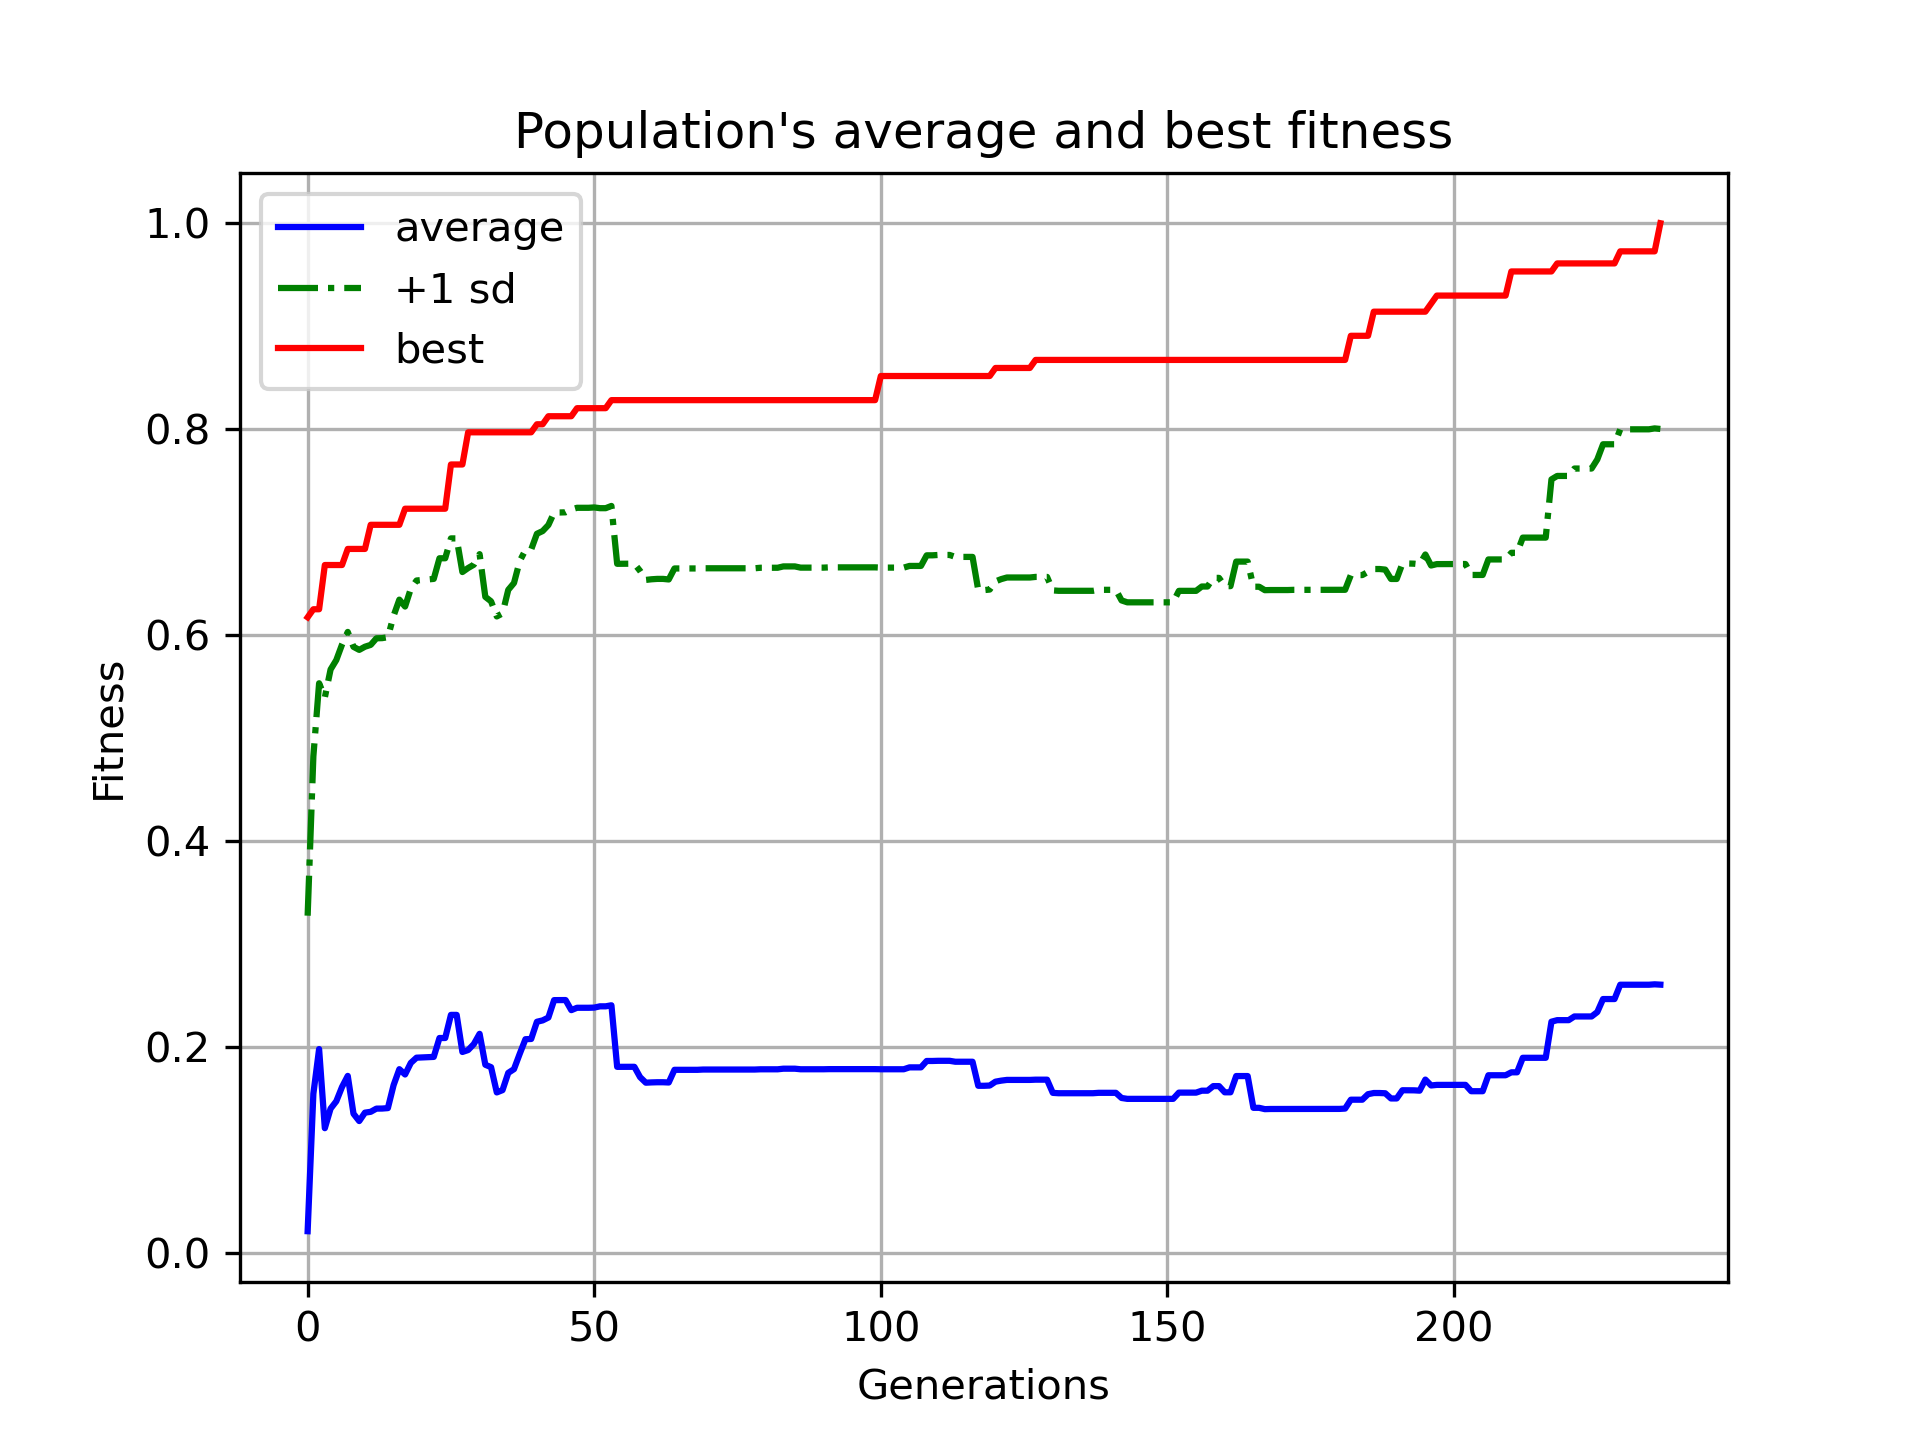 Population's average and best fitness
average
+1 sd
best
1.0
0.8
0.6
0.4
0.2
0.0
Fitness
0 50 100 150 200
Generations